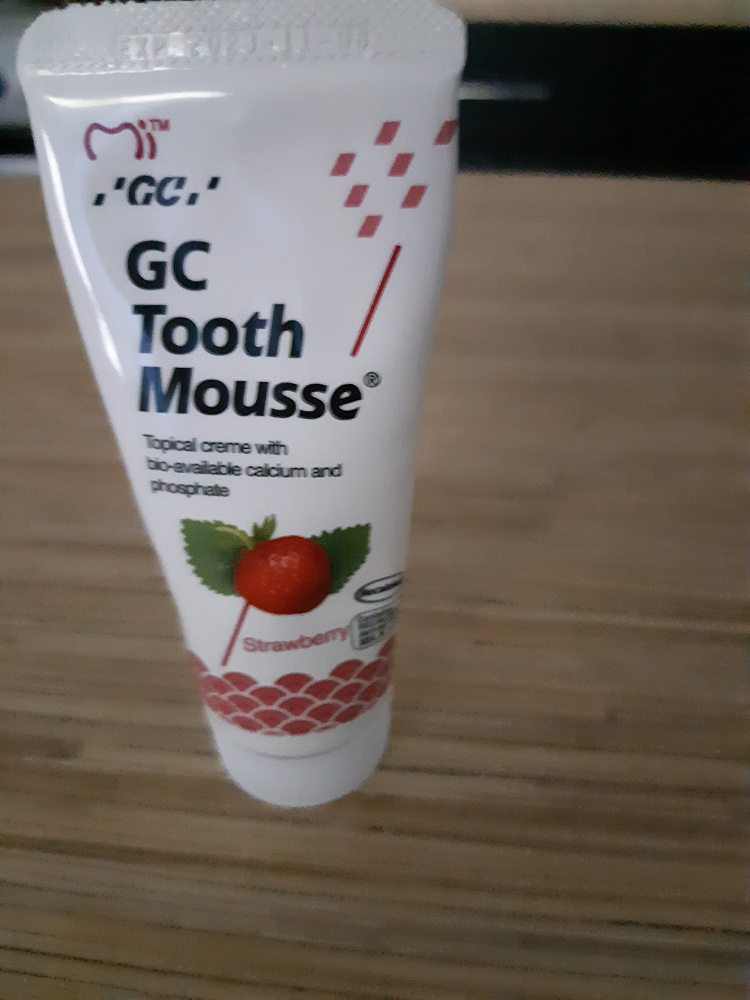 Mi™
GC
GC
Tooth
Mousse®
Topical creme with
bio-available calcium and
phosphate
Strawberry